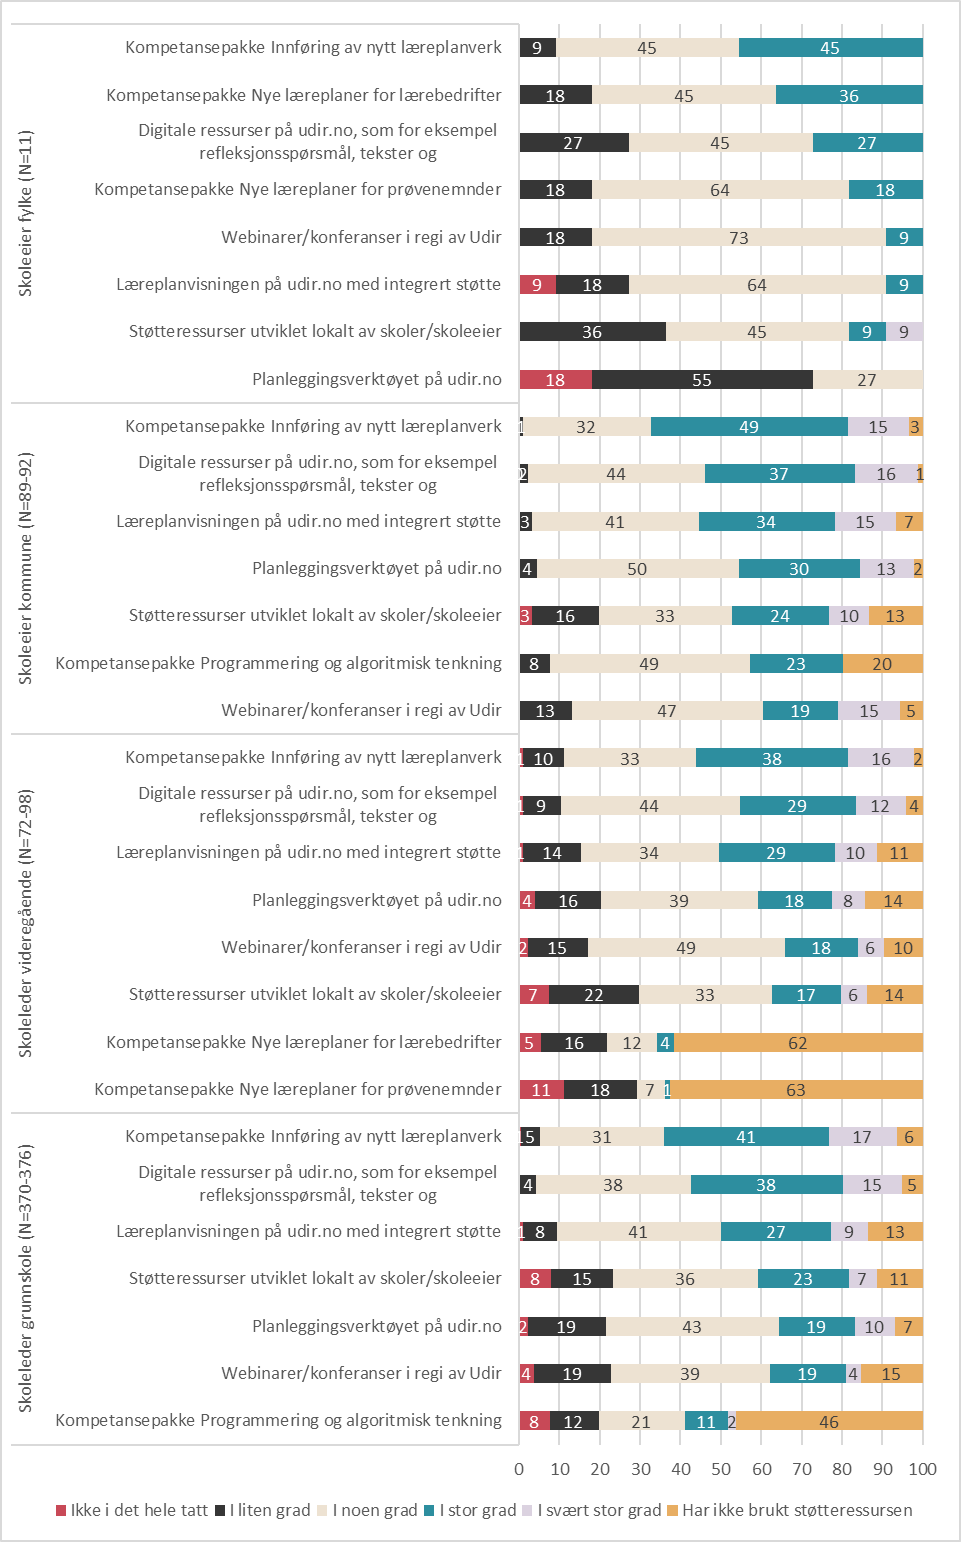 Skoleeier fylke (N=11)
Kompetansepakke Innføring av nytt læreplanverk 9 45 45
Kompetansepakke Nye læreplaner for lærebedrifter 18 45 36
Digitale ressurser på udir.no, som for eksempel
refleksjonsspørsmål, tekster og 27 45 27
Kompetansepakke Nye læreplaner for prøvenemnder 18 64 18
Webinarer/konferanser i regi av Udir 18 73 9
Læreplanvisningen på udir.no med integrert støtte 9 18 64 9
Støtteressurser utviklet lokalt av skoler/skoleeier 36 45 9 9
Planleggingsverktøyet på udir.no 18 55 27
Skoleeier kommune (N=89-92)
Kompetansepakke Innføring av nytt læreplanverk 1 32 49 15 3
Digitale ressurser på udir.no, som for eksempel
refleksjonsspørsmål, tekster og 2 44 37 16 1
Læreplanvisningen på udir.no med integrert støtte 3 41 34 15 7
Planleggingsverktøyet på udir.no 4 50 30 13 2
Støtteressurser utviklet lokalt av skoler/skoleeier 3 16 33 24 10 13
Kompetansepakke Programmering og algoritmisk tenkning 8 49 23 20
Webinarer/konferanser i regi av Udir 13 47 19 15 5
Skoleleder videregående (N=72-98)
Kompetansepakke Innføring av nytt læreplanverk 1 10 33 38 16 2
Digitale ressurser på udir.no, som for eksempel
refleksjonsspørsmål, tekster og 1 9 44 29 12 4
Læreplanvisningen på udir.no med integrert støtte 1 14 34 29 10 11
Planleggingsverktøyet på udir.no 4 16 39 18 8 14
Webinarer/konferanser i regi av Udir 2 15 49 18 6 10
Støtteressurser utviklet lokalt av skoler/skoleeier 7 22 33 17 6 14
Kompetansepakke Nye læreplaner for lærebedrifter 5 16 12 4 62
Kompetansepakke Nye læreplaner for prøvenemnder 11 18 7 1 63
Skoleleder grunnskole (N=370-376)
Kompetansepakke Innføring av nytt læreplanverk 1 5 31 41 17 6
Digitale ressurser på udir.no, som for eksempel
refleksjonsspørsmål, tekster og 4 38 38 15 5
Læreplanvisningen på udir.no med integrert støtte 1 8 41 27 9 13
Støtteressurser utviklet lokalt av skoler/skoleeier 8 15 36 23 7 11
Planleggingsverktøyet på udir.no 2 19 43 19 10 7
Webinarer/konferanser i regi av Udir 4 19 39 19 4 15
Kompetansepakke Programmering og algoritmisk tenkning 8 12 21 11 2 46
0 10 20 30 40 50 60 70 80 90 100
Ikke i det hele tatt I liten grad I noen grad I stor grad I svært stor grad Har ikke brukt støtteressursen